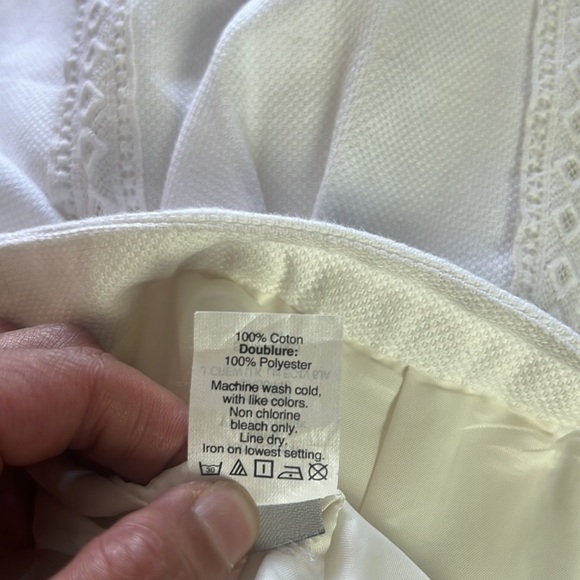 100% Coton
Doublure:
100% Polyester
Machine wash cold,
with like colors.
Non chlorine
bleach only.
Line dry.
Iron on lowest setting.
30